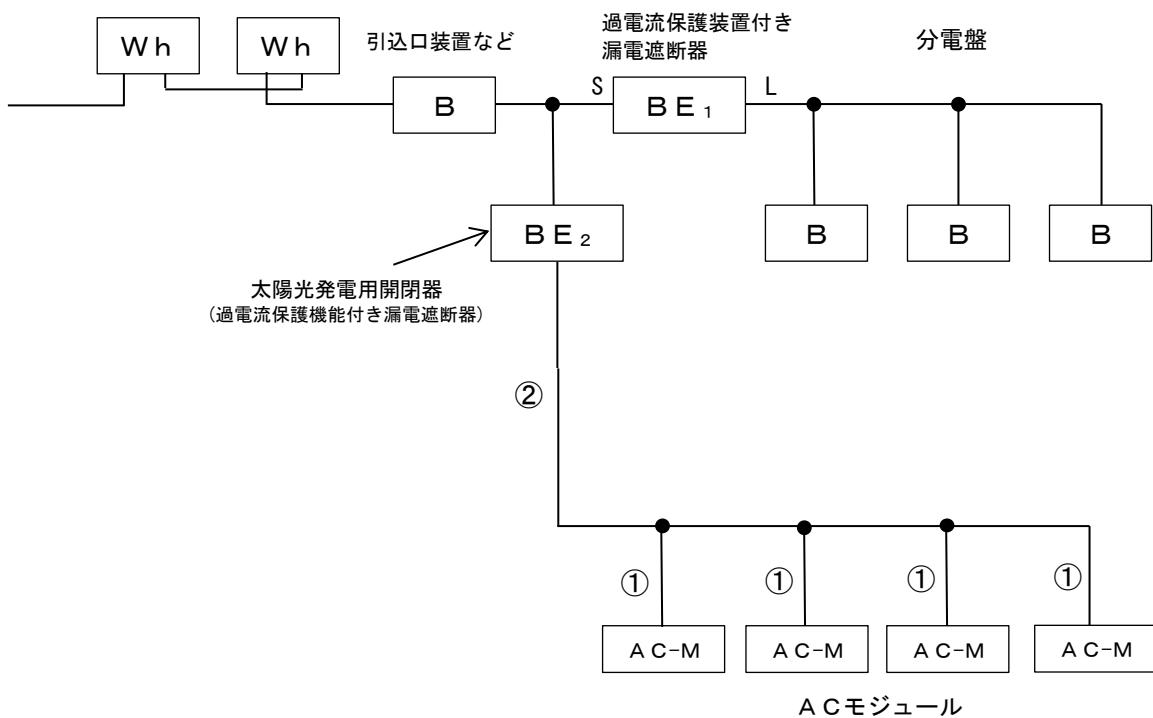 Wh
Wh
引込口装置など
過電流保護装置付き
漏電遮断器
分電盤
B
S
BE₁
L
BE₂
B
B
B
太陽光発電用開閉器
(過電流保護機能付き漏電遮断器)
②
①
①
①
①
AC-M
AC-M
AC-M
AC-M
ACモジュール